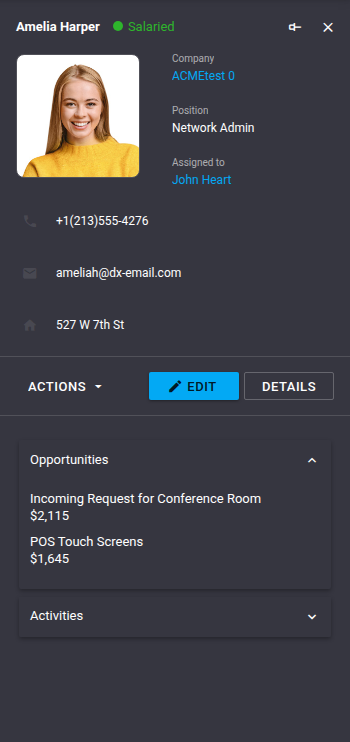 Amelia Harper
Salaried
Company
ACMEtest 0
Position
Network Admin
Assigned to
John Heart
+1(213)555-4276
ameliah@dx-email.com
527 W 7th St
ACTIONS
EDIT
DETAILS
Opportunities
Incoming Request for Conference Room
$2,115
POS Touch Screens
$1,645
Activities